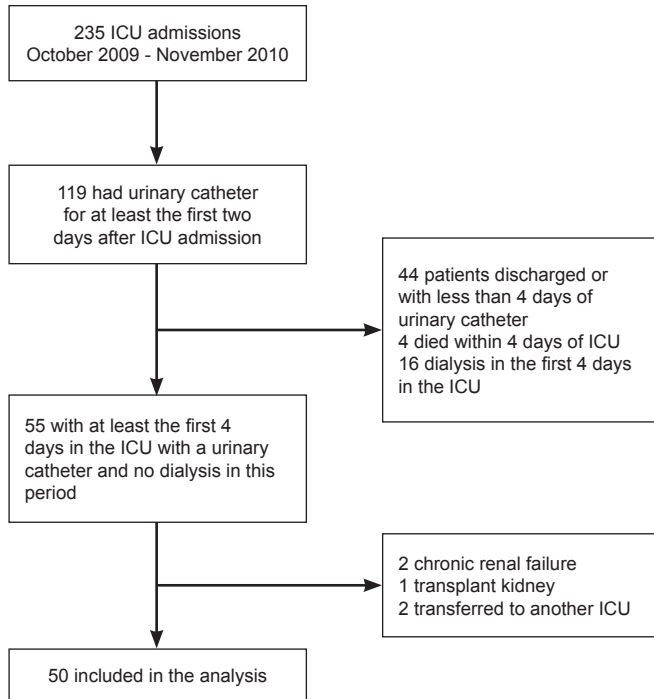 235 ICU admissions
October 2009 - November 2010
119 had urinary catheter
for at least the first two
days after ICU admission
44 patients discharged or
with less than 4 days of
urinary catheter
4 died within 4 days of ICU
16 dialysis in the first 4 days
in the ICU
55 with at least the first 4
days in the ICU with a urinary
catheter and no dialysis in this
period
2 chronic renal failure
1 transplant kidney
2 transferred to another ICU
50 included in the analysis